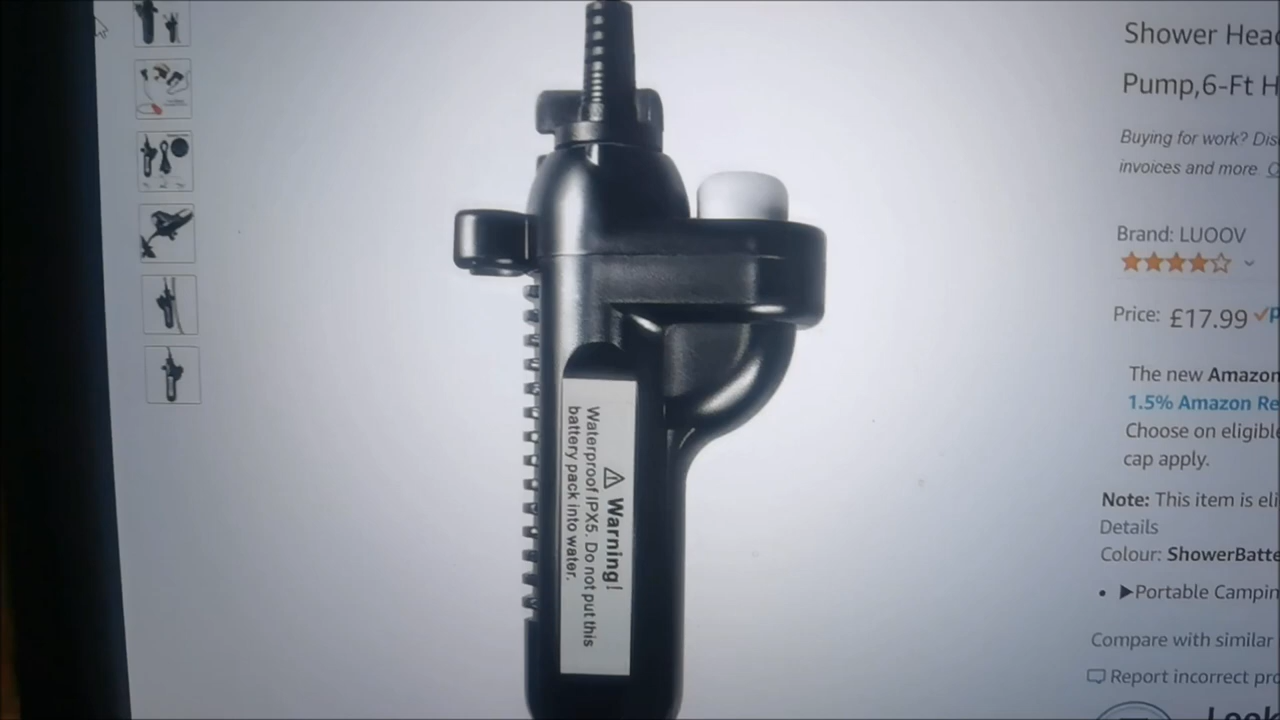 Warning!
Waterproof IPX5. Do not put this
battery pack into water.
Shower Head
Pump,6-Ft H
Buying for work? Dis
invoices and more
Brand: LUOOV
Price: £17.99
The new Amazon
1.5% Amazon Re
Choose on eligible
cap apply.
Note: This item is eli
Details
Colour: ShowerBatte
• ▶Portable Campin
Compare with similar
Report incorrect pro
Look